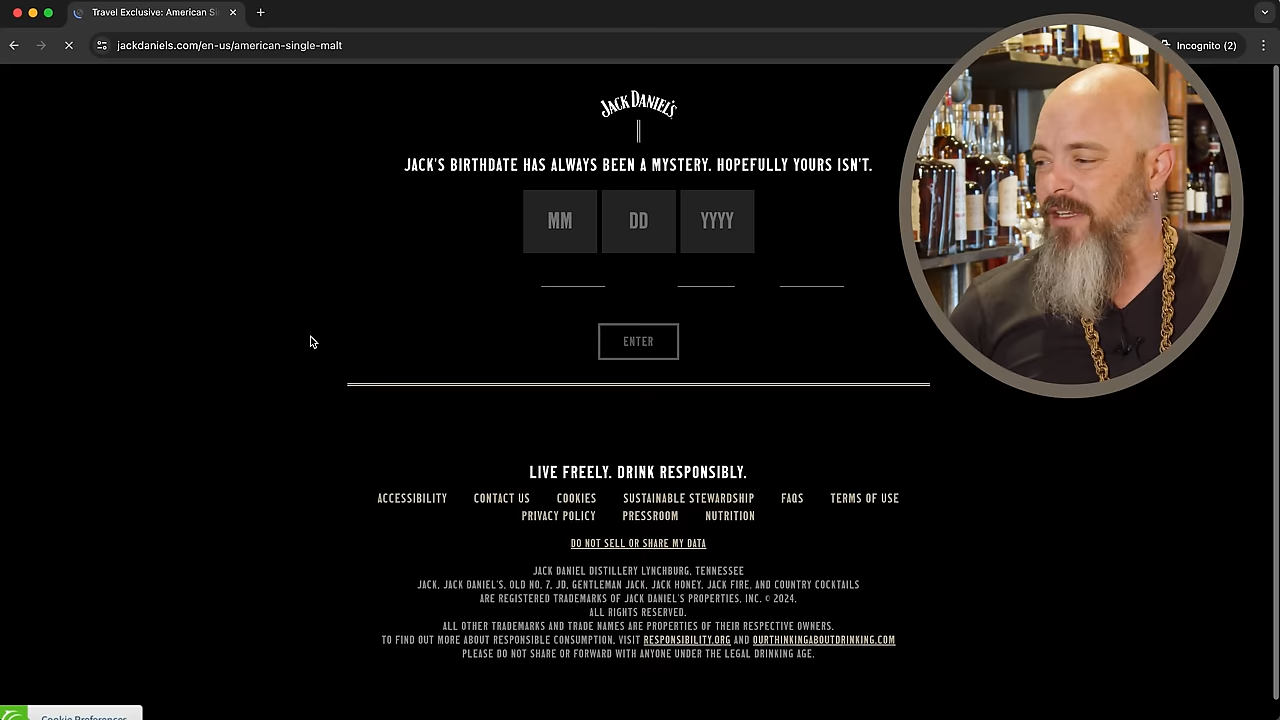 Travel Exclusive: American Si
jackdaniels.com/en-us/american-single-malt
Incognito (2)
JACK DANIEL'S
JACK'S BIRTHDATE HAS ALWAYS BEEN A MYSTERY. HOPEFULLY YOURS ISN'T.
MM DD YYYY
ENTER
LIVE FREELY. DRINK RESPONSIBLY.
ACCESSIBILITY CONTACT US COOKIES SUSTAINABLE STEWARDSHIP FAQS TERMS OF USE
PRIVACY POLICY PRESSROOM NUTRITION
DO NOT SELL OR SHARE MY DATA
JACK DANIEL DISTILLERY LYNCHBURG, TENNESSEE
JACK, JACK DANIEL'S, OLD NO. 7, JD, GENTLEMAN JACK, JACK HONEY, JACK FIRE, AND COUNTRY COCKTAILS
ARE REGISTERED TRADEMARKS OF JACK DANIEL'S PROPERTIES, INC. © 2024.
ALL RIGHTS RESERVED.
ALL OTHER TRADEMARKS AND TRADE NAMES ARE PROPERTIES OF THEIR RESPECTIVE OWNERS.
TO FIND OUT MORE ABOUT RESPONSIBLE CONSUMPTION, VISIT RESPONSIBILITY.ORG AND OURTHINKINGABOUTDRINKING.COM
PLEASE DO NOT SHARE OR FORWARD WITH ANYONE UNDER THE LEGAL DRINKING AGE.
Cookie Preferences